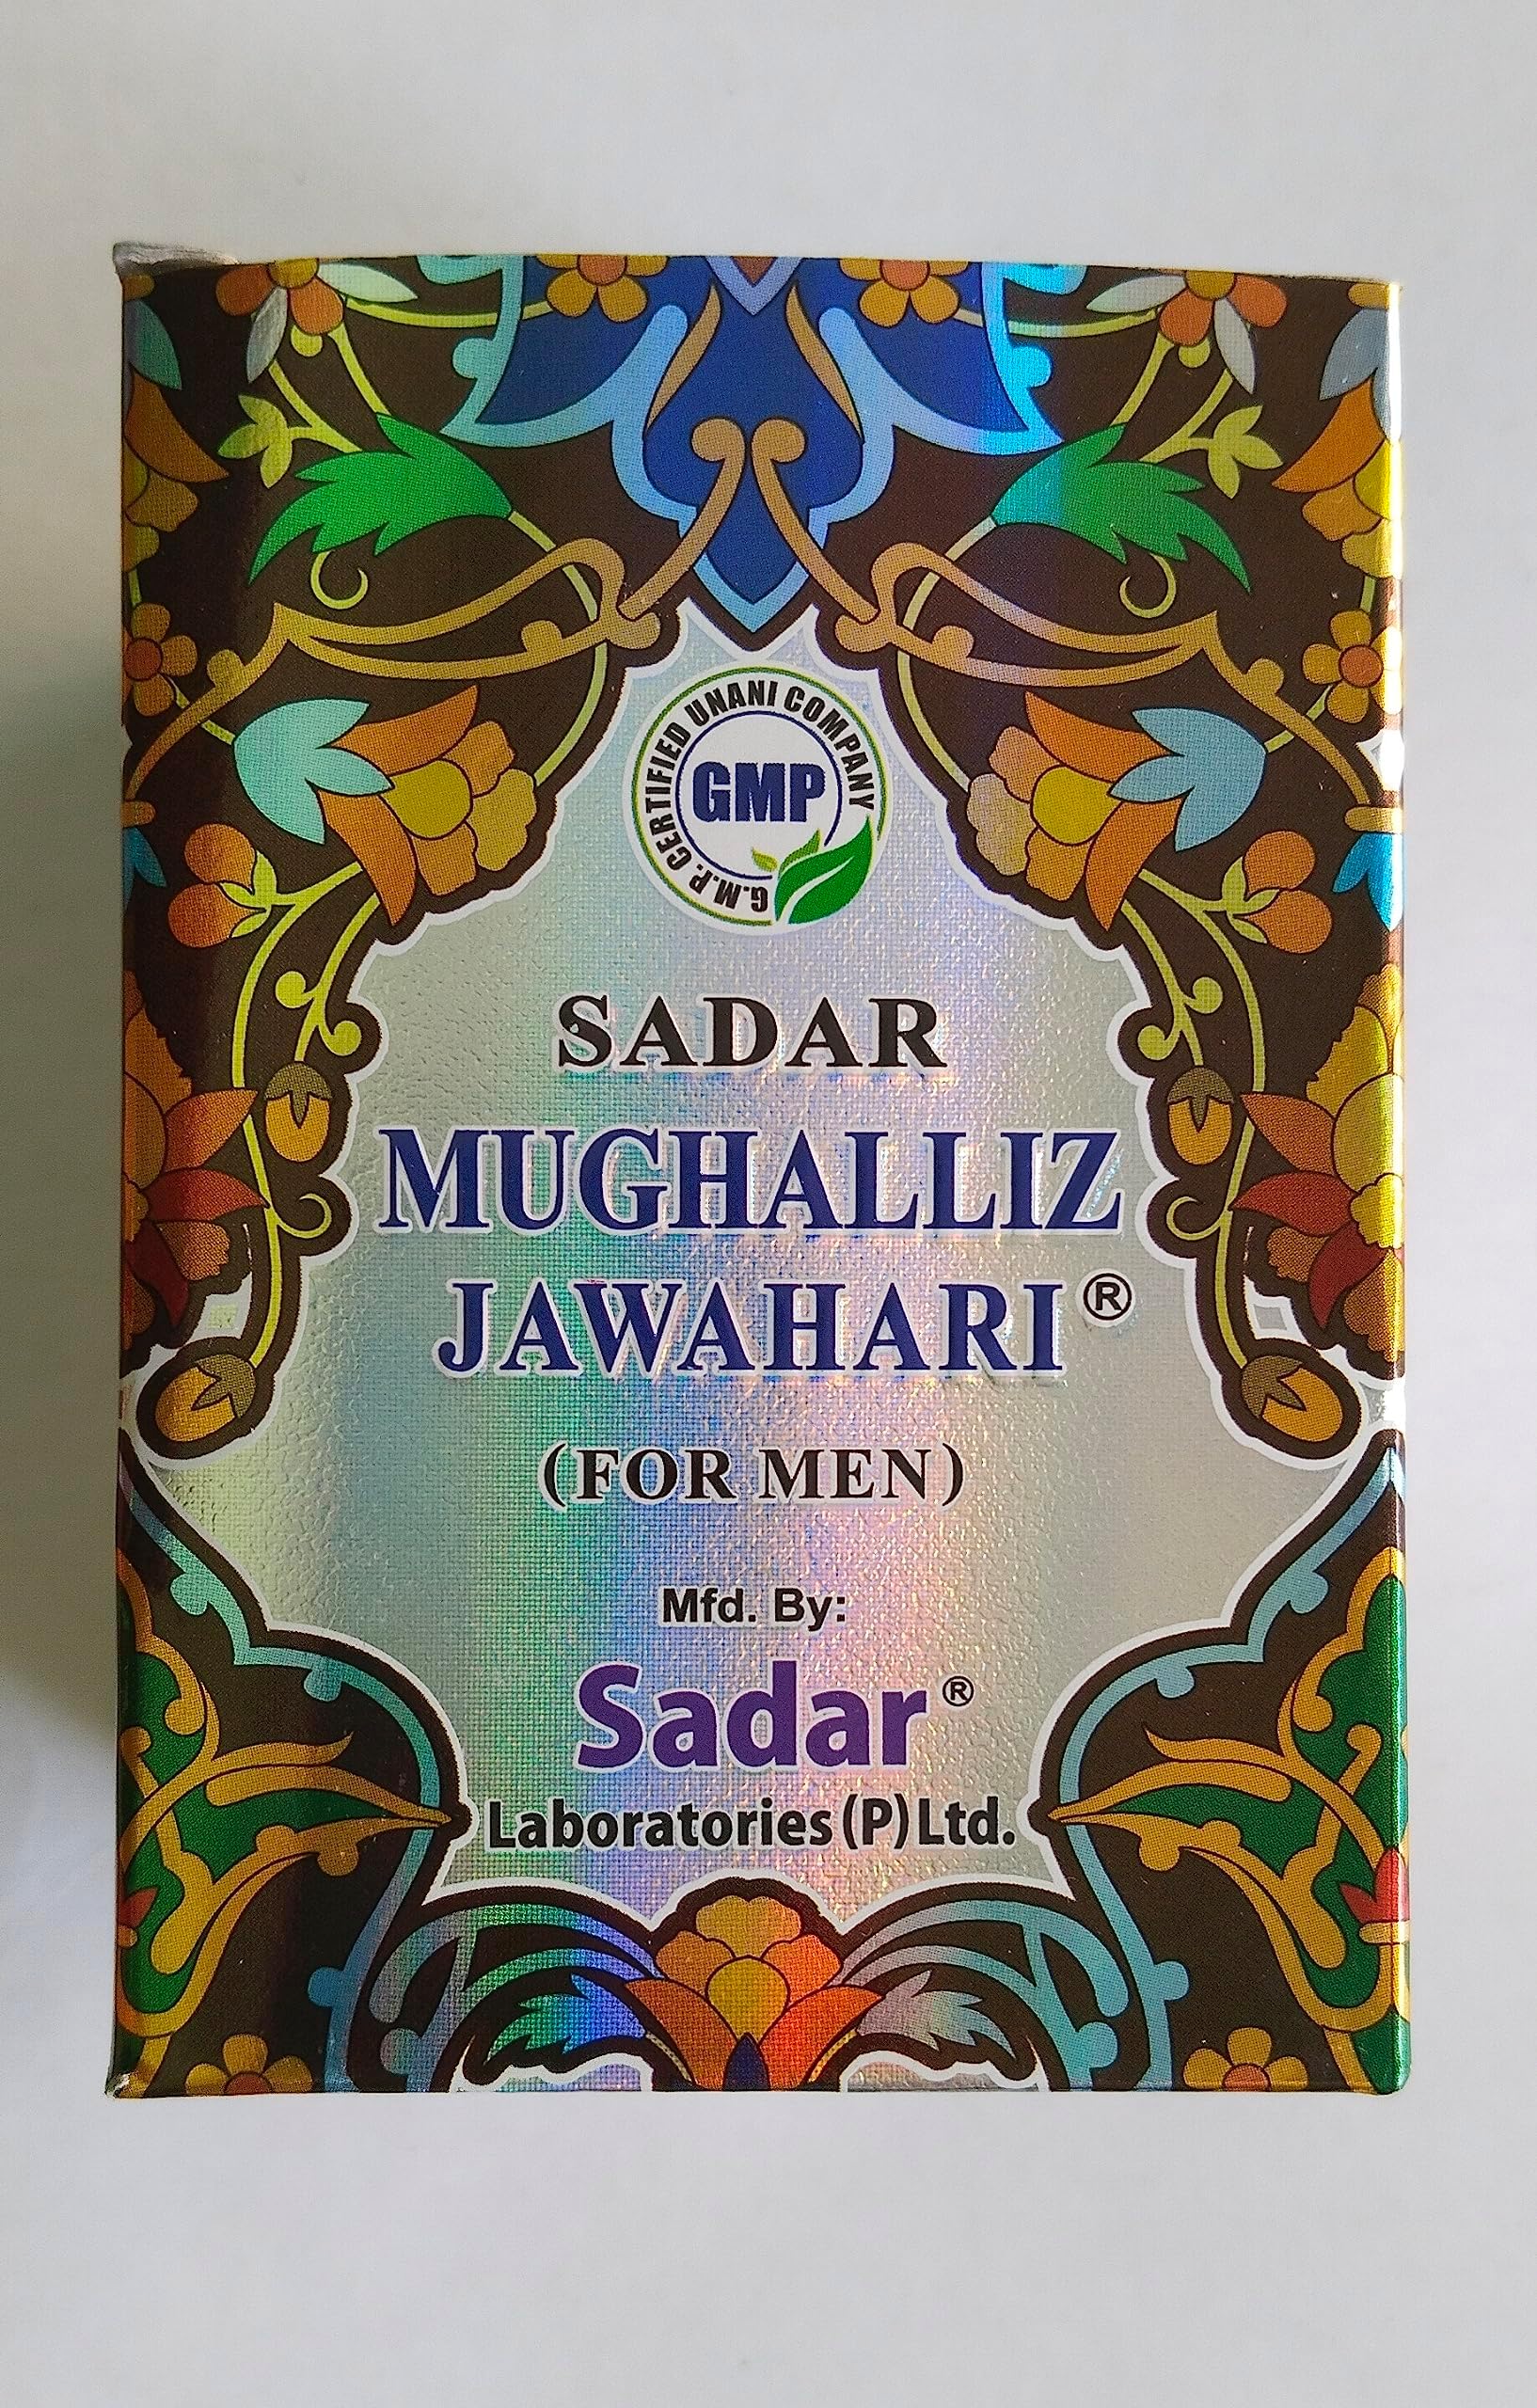 G.M.P. CERTIFIED UNANI COMPANY
GMP
SADAR
MUGHALLIZ
JAWAHARI®
(FOR MEN)
Mfd. By:
Sadar®
Laboratories (P) Ltd.